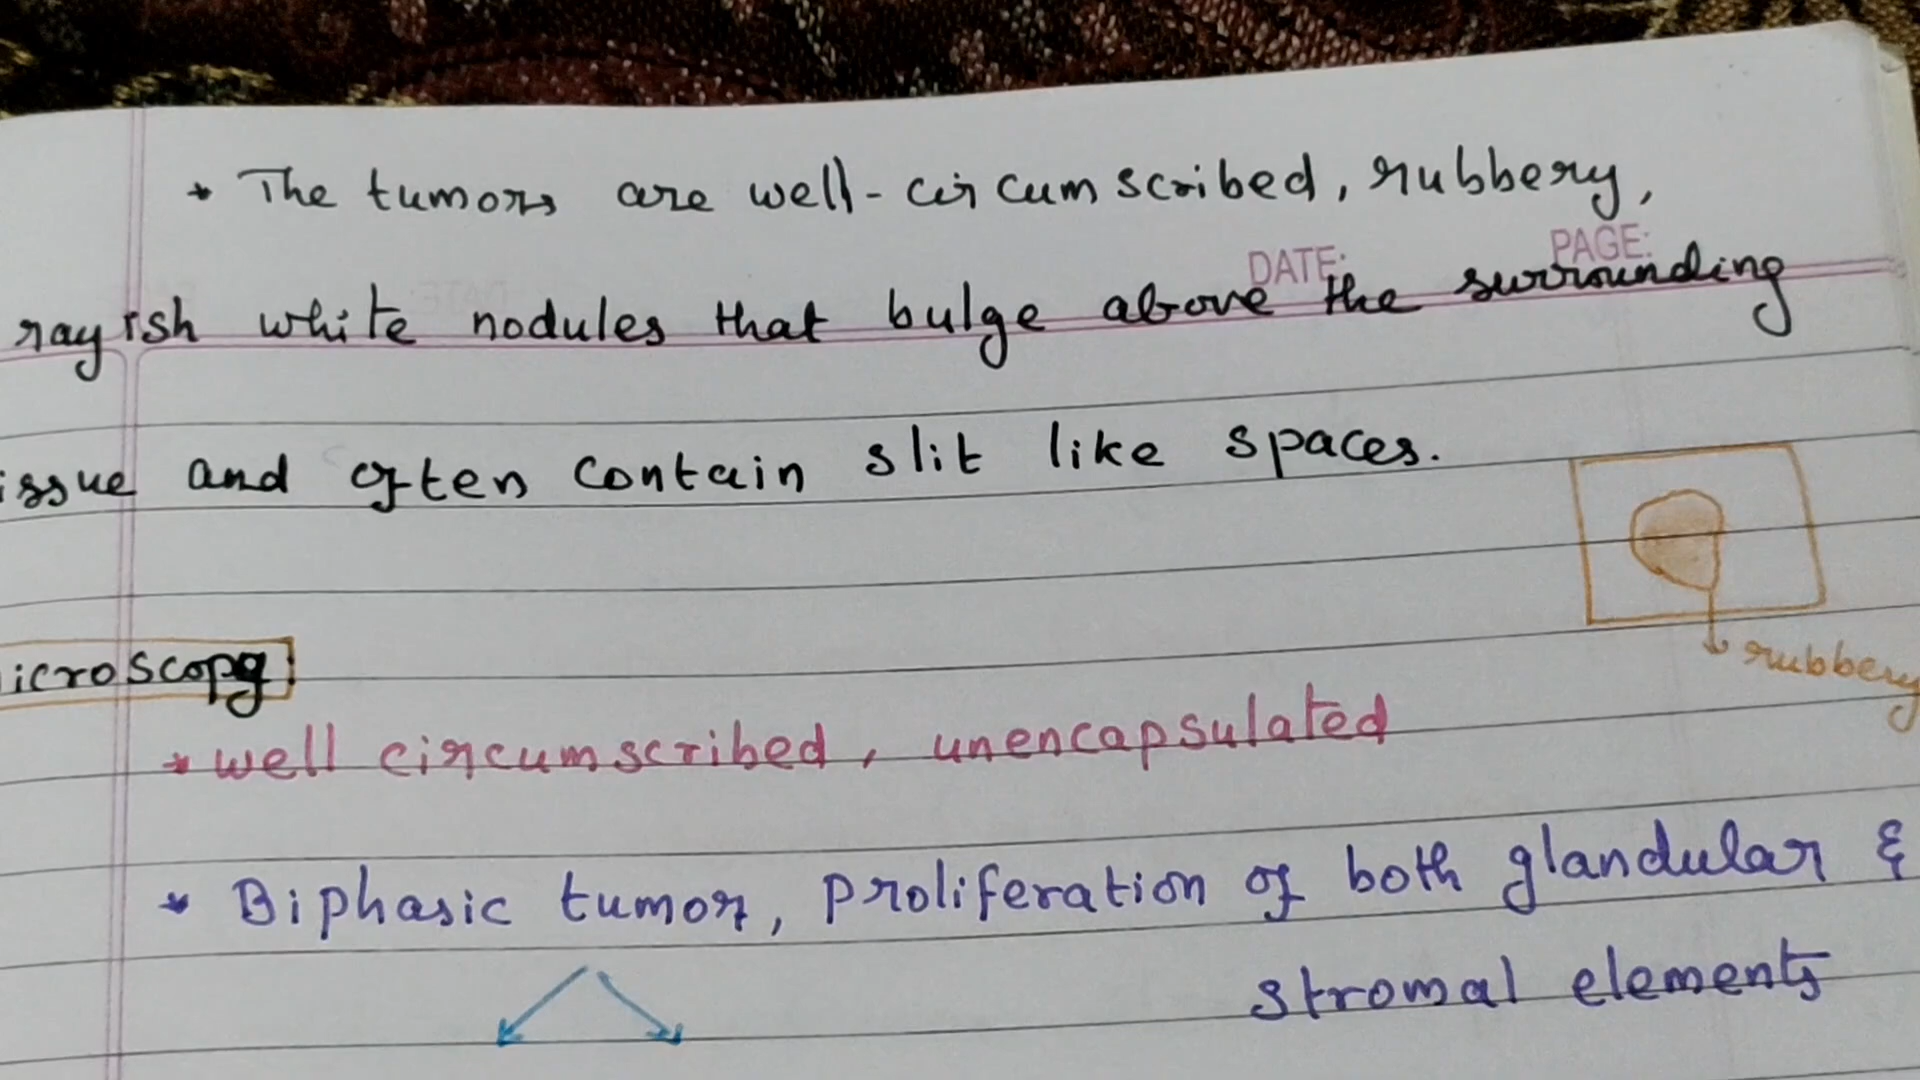 * The tumors are well-circumscribed, rubbery,
DATE: PAGE:
rayish white nodules that bulge above the surrounding
issue and often contain slit like spaces.
icroscopy:
rubbery
* well circumscribed, unencapsulated
* Biphasic tumor, proliferation of both glandular &
stromal elements